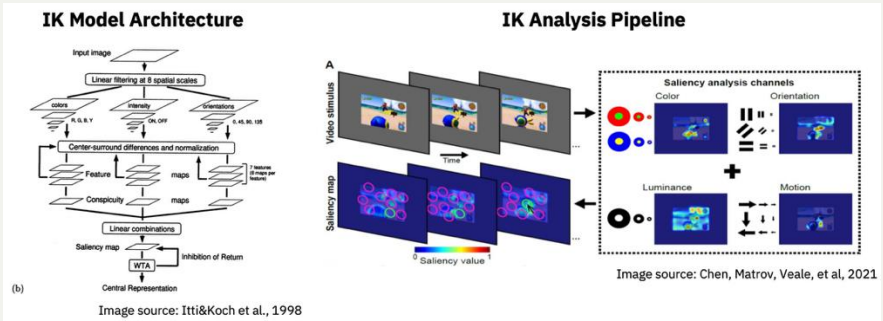 IK Model Architecture
Input image
Linear filtering at 8 spatial scales
colors
intensity
orientations
R, G, B, Y
ON, OFF
0, 45, 90, 135
Center-surround differences and normalization
Feature
maps
7 features
(6 maps per
feature)
Conspicity
maps
Linear combinations
Saliency map
Inhibition of Return
WTA
Central Representation
(b)
Image source: Itti&Koch et al., 1998
IK Analysis Pipeline
A
Video stimulus
Time
...
Saliency map
...
0
1
Saliency value
Saliency analysis channels
Color
Orientation
Luminance
Motion
Image source: Chen, Matrov, Veale, et al, 2021